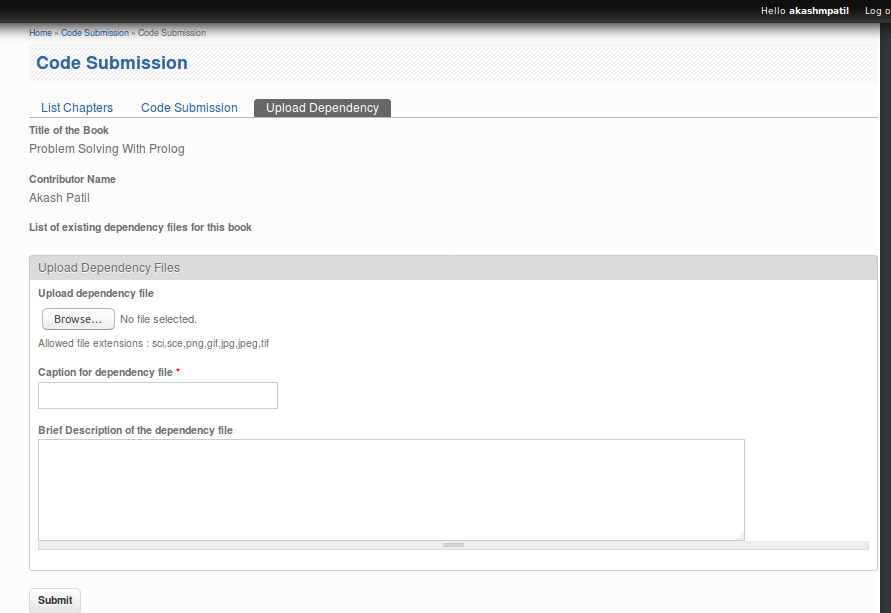 Hello akashmpatil Log o
Home » Code Submission » Code Submission
Code Submission
List Chapters Code Submission Upload Dependency
Title of the Book
Problem Solving With Prolog
Contributor Name
Akash Patil
List of existing dependency files for this book
Upload Dependency Files
Upload dependency file
Browse... No file selected.
Allowed file extensions : sci,sce,png,gif,jpg,jpeg,tif
Caption for dependency file *
Brief Description of the dependency file
Submit